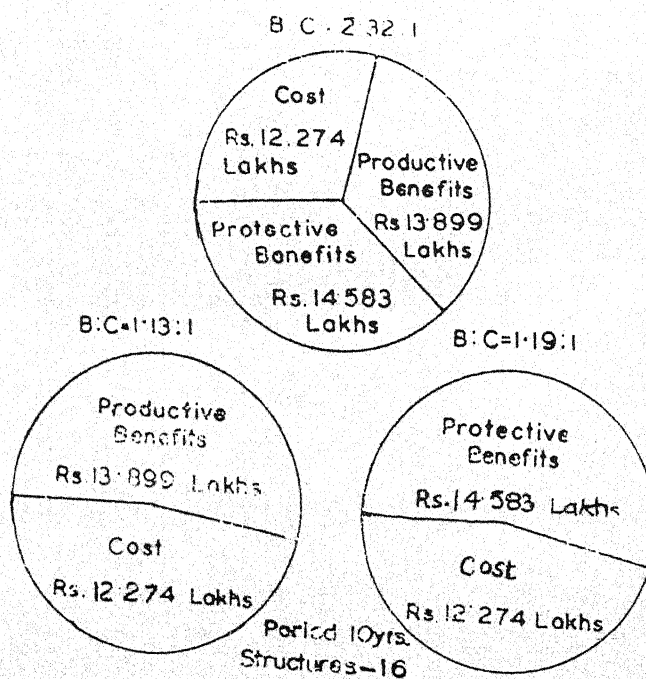 B C · 2·32:1
Cost
Rs. 12.274
Lakhs
Productive
Benefits
Rs 13·899
Lakhs
Protective
Benefits
Rs. 14·583
Lakhs
B:C=1·13:1
Productive
Benefits
Rs 13·899 Lakhs
Cost
Rs. 12·274 Lakhs
B:C=1·19:1
Protective
Benefits
Rs. 14·583 Lakhs
Cost
Rs. 12·274 Lakhs
Period 10yrs.
Structures-16